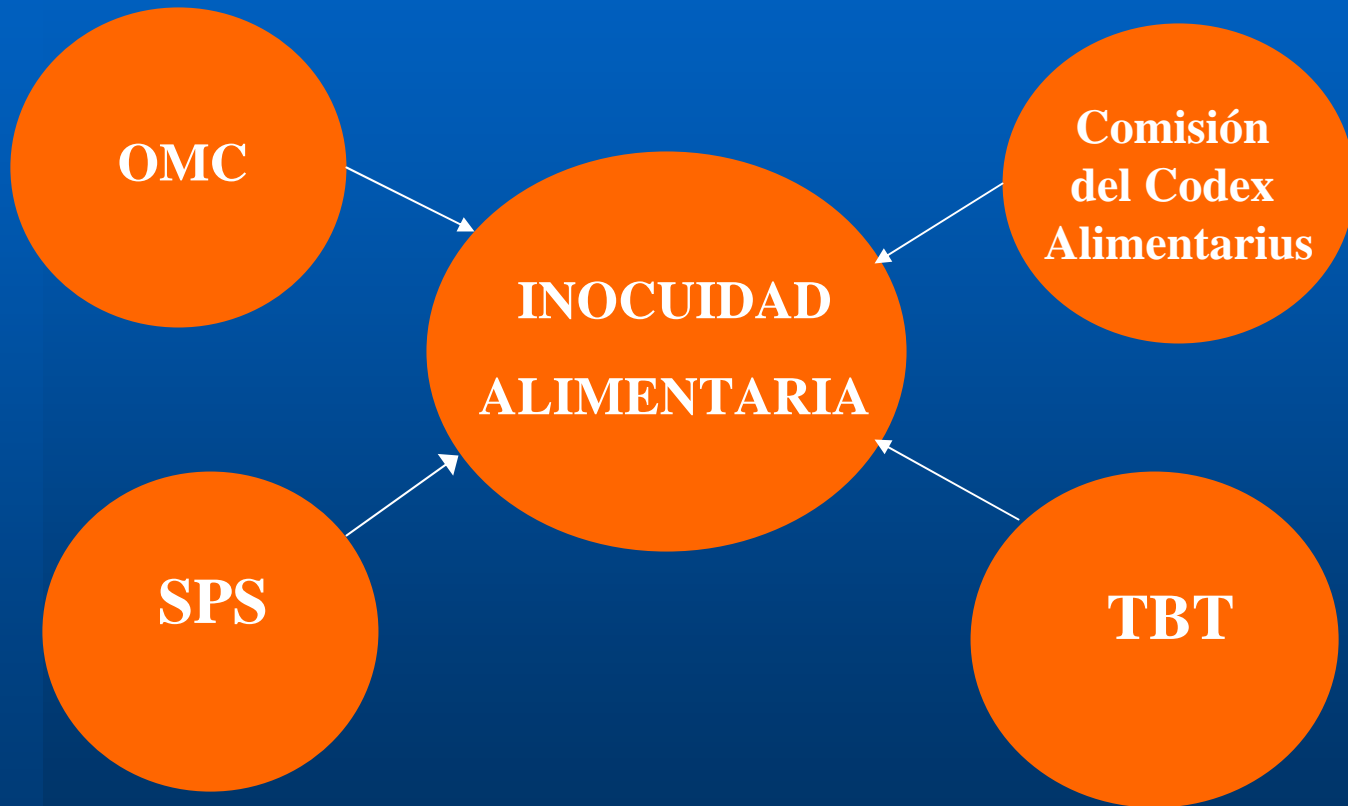 OMC
Comisión
del Codex
Alimentarius
INOCUIDAD
ALIMENTARIA
SPS
TBT